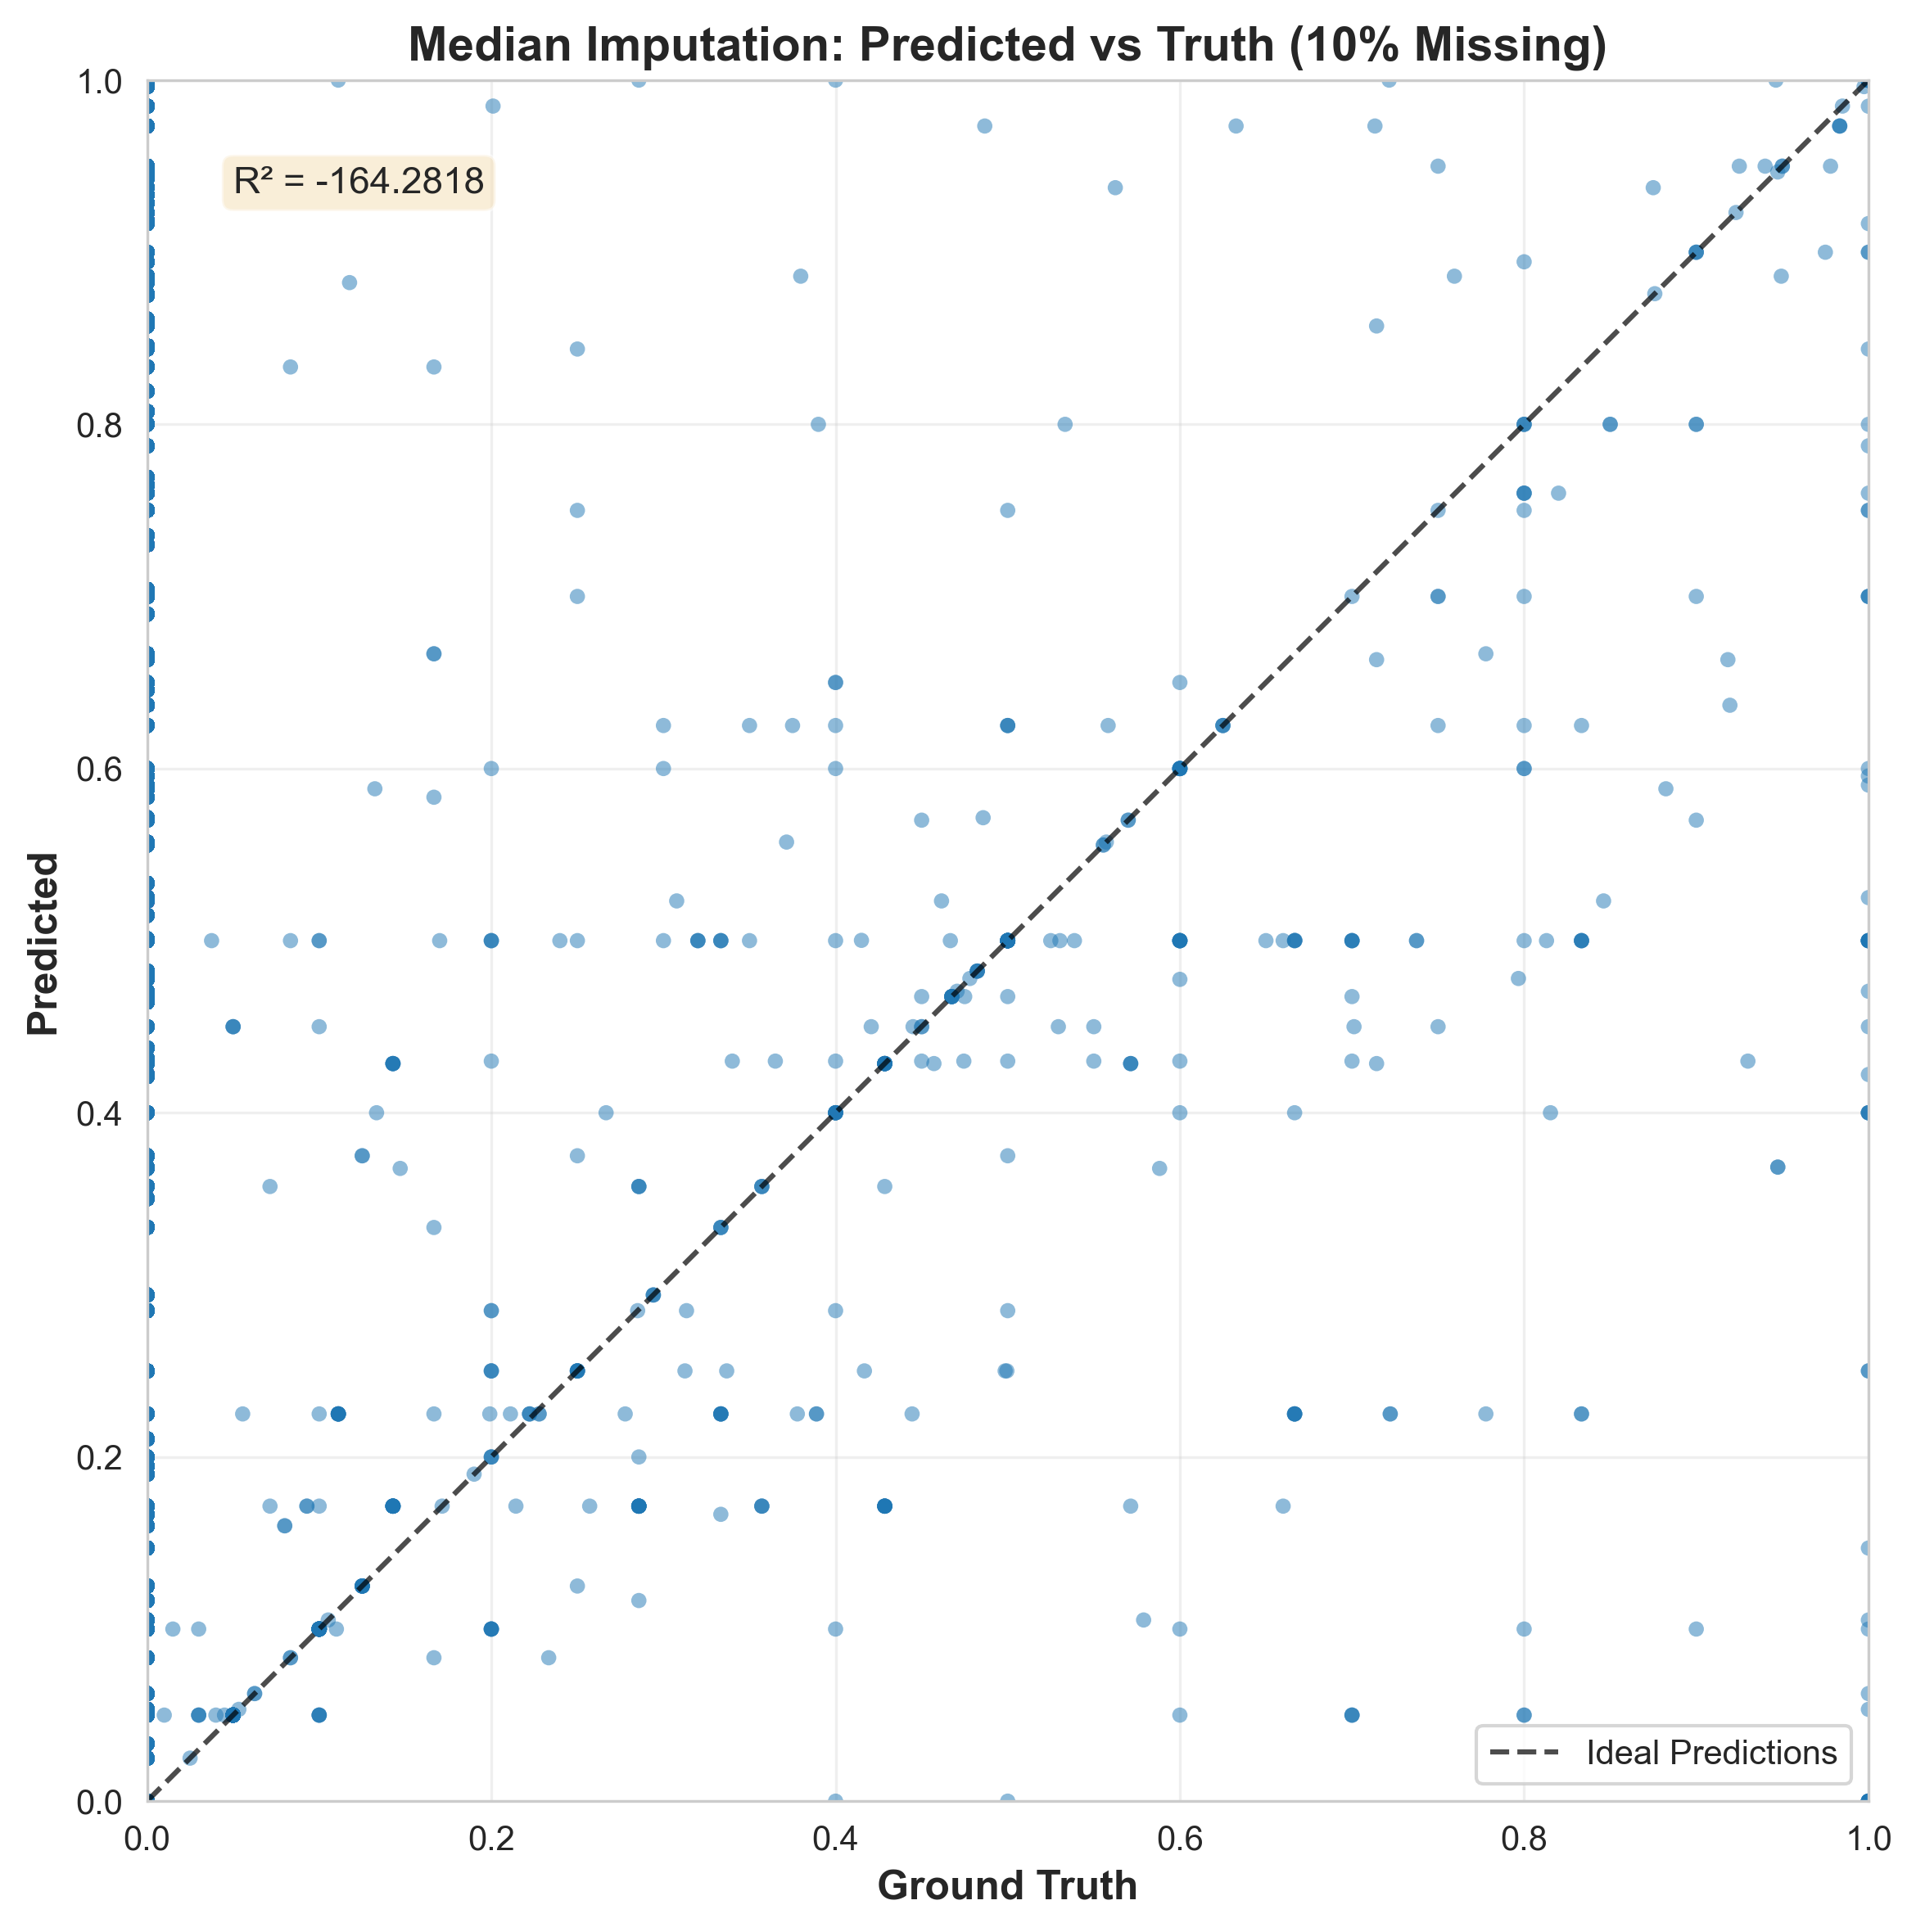 Median Imputation: Predicted vs Truth (10% Missing)
1.0
R² = -164.2818
0.8
0.6
Predicted
0.4
0.2
Ideal Predictions
0.0
0.0 0.2 0.4 0.6 0.8 1.0
Ground Truth